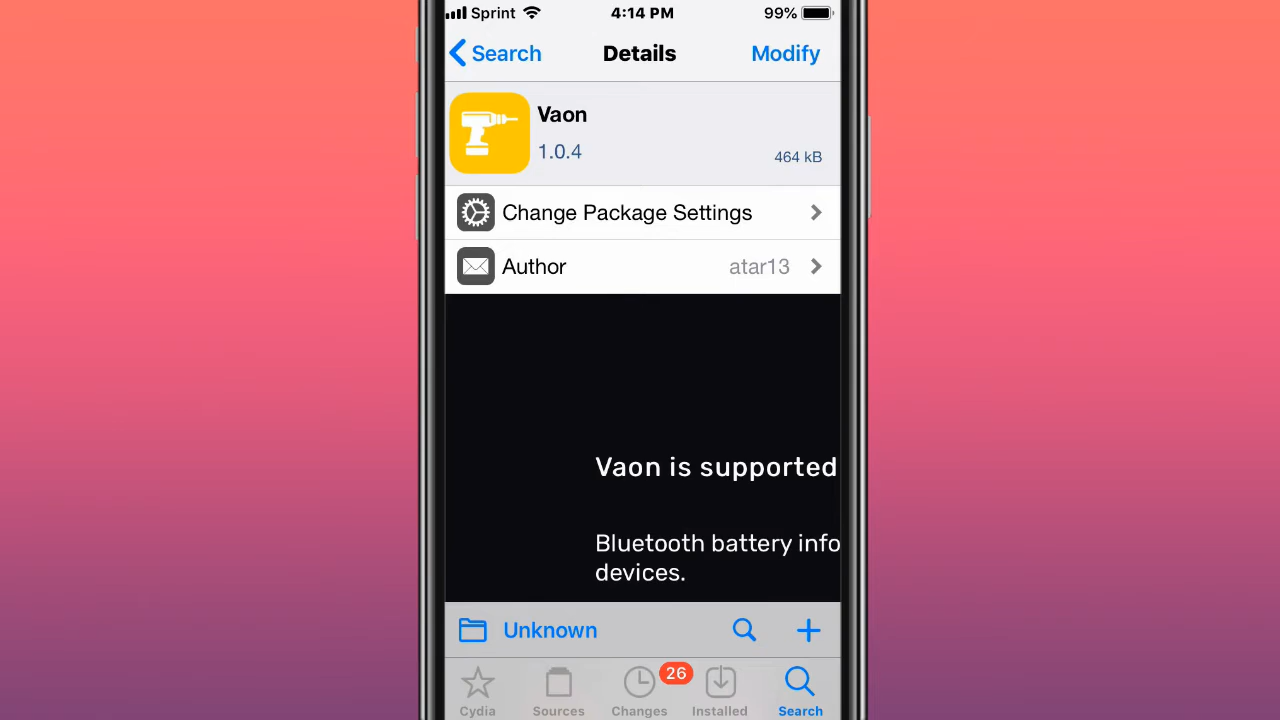 Sprint 4:14 PM 99%
Search Details Modify
Vaon
1.0.4 464 kB
Change Package Settings
Author atar13
Vaon is supported
Bluetooth battery info
devices.
Unknown
26
Cydia Sources Changes Installed Search